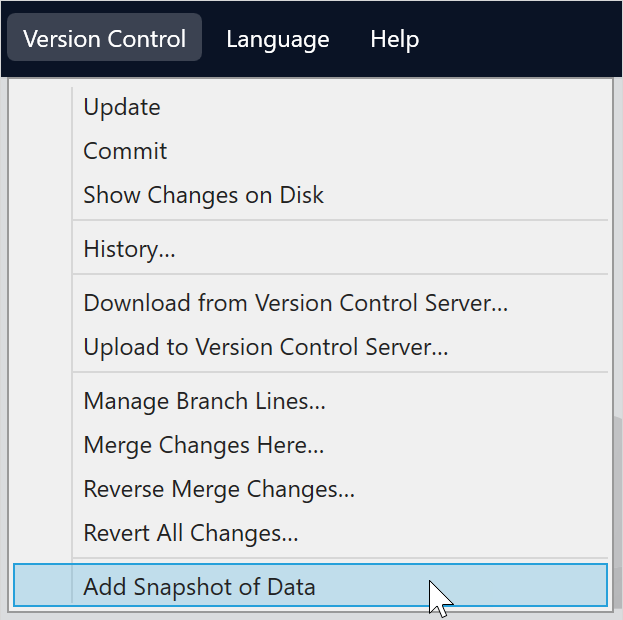 Version Control Language Help
Update
Commit
Show Changes on Disk
History...
Download from Version Control Server...
Upload to Version Control Server...
Manage Branch Lines...
Merge Changes Here...
Reverse Merge Changes...
Revert All Changes...
Add Snapshot of Data